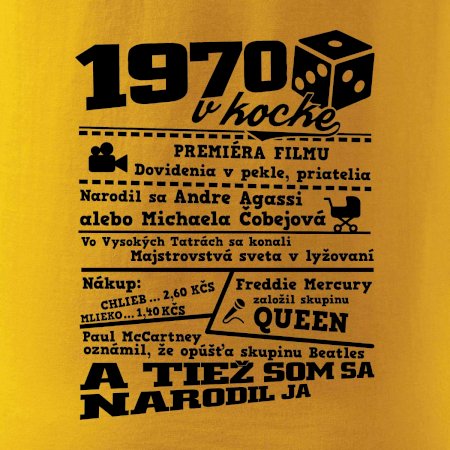 1970
v kocke
PREMIÉRA FILMU
Dovidenia v pekle, priatelia
Narodil sa Andre Agassi
alebo Michaela Čobejová
Vo Vysokých Tatrách sa konali
Majstrovstvá sveta v lyžovaní
Nákup:
CHLIEB ... 2,60 KČS
MLIEKO... 1,40 KČS
Freddie Mercury
založil skupinu
QUEEN
Paul McCartney
oznámil, že opúšťa skupinu Beatles
A TIEŽ SOM SA
NARODIL JA